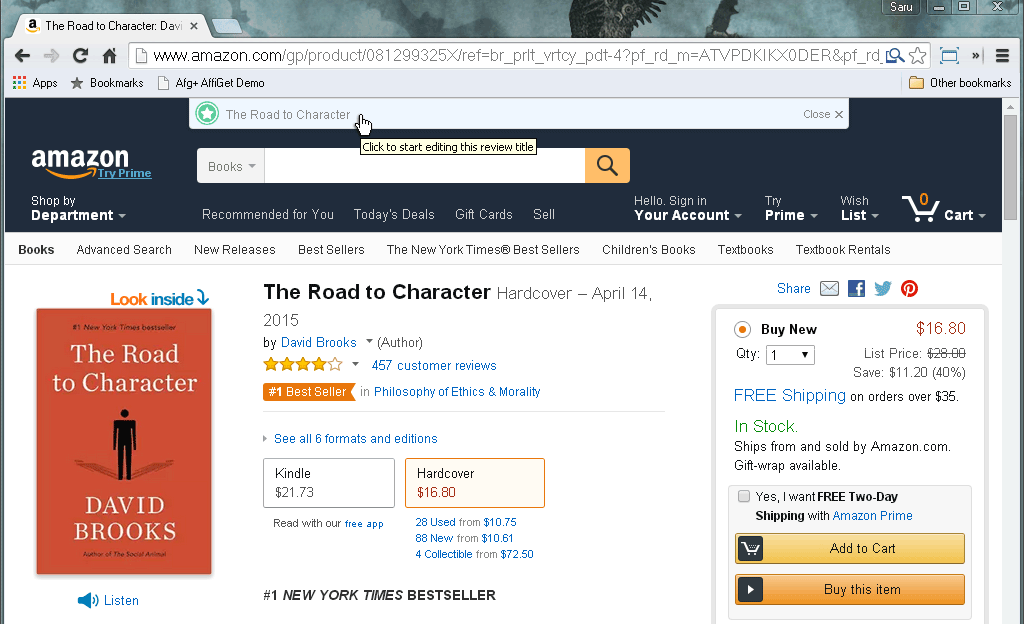 Saru
The Road to Character: Davi
www.amazon.com/gp/product/081299325X/ref=br_prlt_vrtcy_pdt-4?pf_rd_m=ATVPDKIKX0DER&pf_rd_
Apps Bookmarks Afg+ AffiGet Demo Other bookmarks
The Road to Character Close
Click to start editing this review title
amazon
Try Prime
Books
Shop by
Department
Recommended for You Today's Deals Gift Cards Sell
Hello. Sign in
Your Account
Try
Prime
Wish
List
0
Cart
Books Advanced Search New Releases Best Sellers The New York Times® Best Sellers Children's Books Textbooks Textbook Rentals
Look inside
#1 New York Times bestseller
The Road
to Character
DAVID
BROOKS
Author of The Social Animal
Listen
The Road to Character Hardcover – April 14,
2015
by David Brooks (Author)
457 customer reviews
#1 Best Seller in Philosophy of Ethics & Morality
See all 6 formats and editions
Kindle
$21.73
Read with our free app
Hardcover
$16.80
28 Used from $10.75
88 New from $10.61
4 Collectible from $72.50
#1 NEW YORK TIMES BESTSELLER
Share
Buy New $16.80
Qty: 1 List Price: $28.00
Save: $11.20 (40%)
FREE Shipping on orders over $35.
In Stock.
Ships from and sold by Amazon.com.
Gift-wrap available.
Yes, I want FREE Two-Day
Shipping with Amazon Prime
Add to Cart
Buy this item